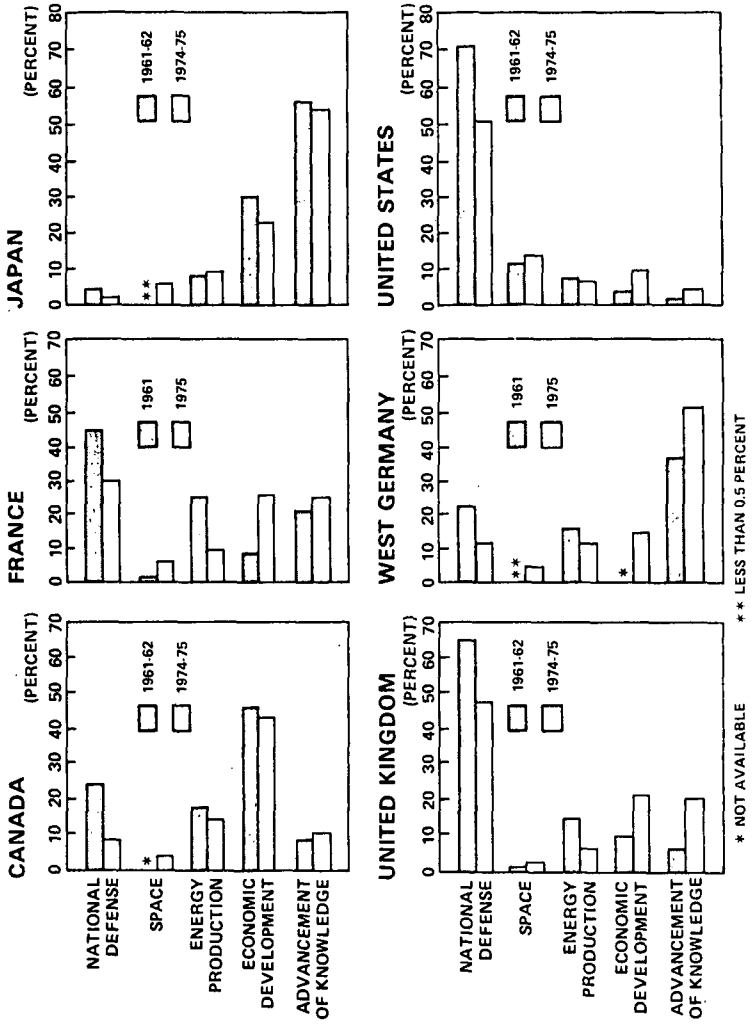 CANADA
(PERCENT)
0 10 20 30 40 50 60 70
NATIONAL
DEFENSE
SPACE
ENERGY
PRODUCTION
ECONOMIC
DEVELOPMENT
ADVANCEMENT
OF KNOWLEDGE
*
1961-62
1974-75
FRANCE
(PERCENT)
0 10 20 30 40 50 60 70
1961
1975
JAPAN
(PERCENT)
0 10 20 30 40 50 60 70 80
**
1961-62
1974-75
UNITED KINGDOM
(PERCENT)
0 10 20 30 40 50 60 70
NATIONAL
DEFENSE
SPACE
ENERGY
PRODUCTION
ECONOMIC
DEVELOPMENT
ADVANCEMENT
OF KNOWLEDGE
1961-62
1974-75
WEST GERMANY
(PERCENT)
0 10 20 30 40 50 60 70
**
*
1961
1975
UNITED STATES
(PERCENT)
0 10 20 30 40 50 60 70 80
1961-62
1974-75
* NOT AVAILABLE
** LESS THAN 0.5 PERCENT